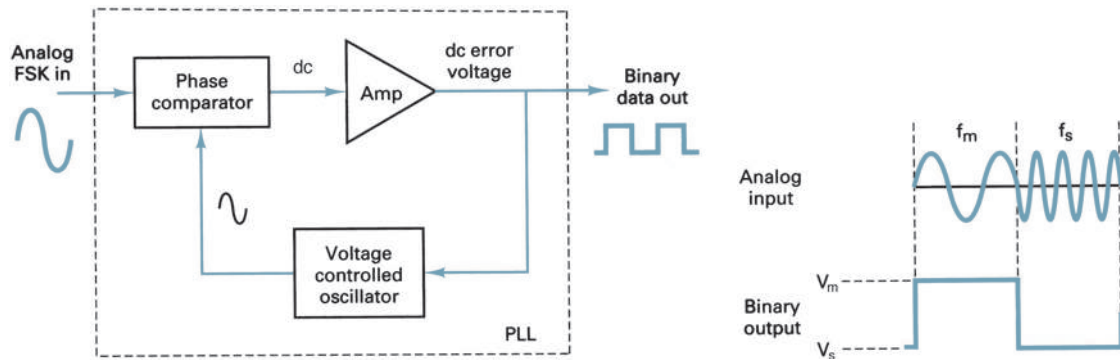 Analog
FSK in
Phase
comparator
dc
Amp
dc error
voltage
Binary
data out
Voltage
controlled
oscillator
PLL
fm
fs
Analog
input
Vm
Binary
output
Vs